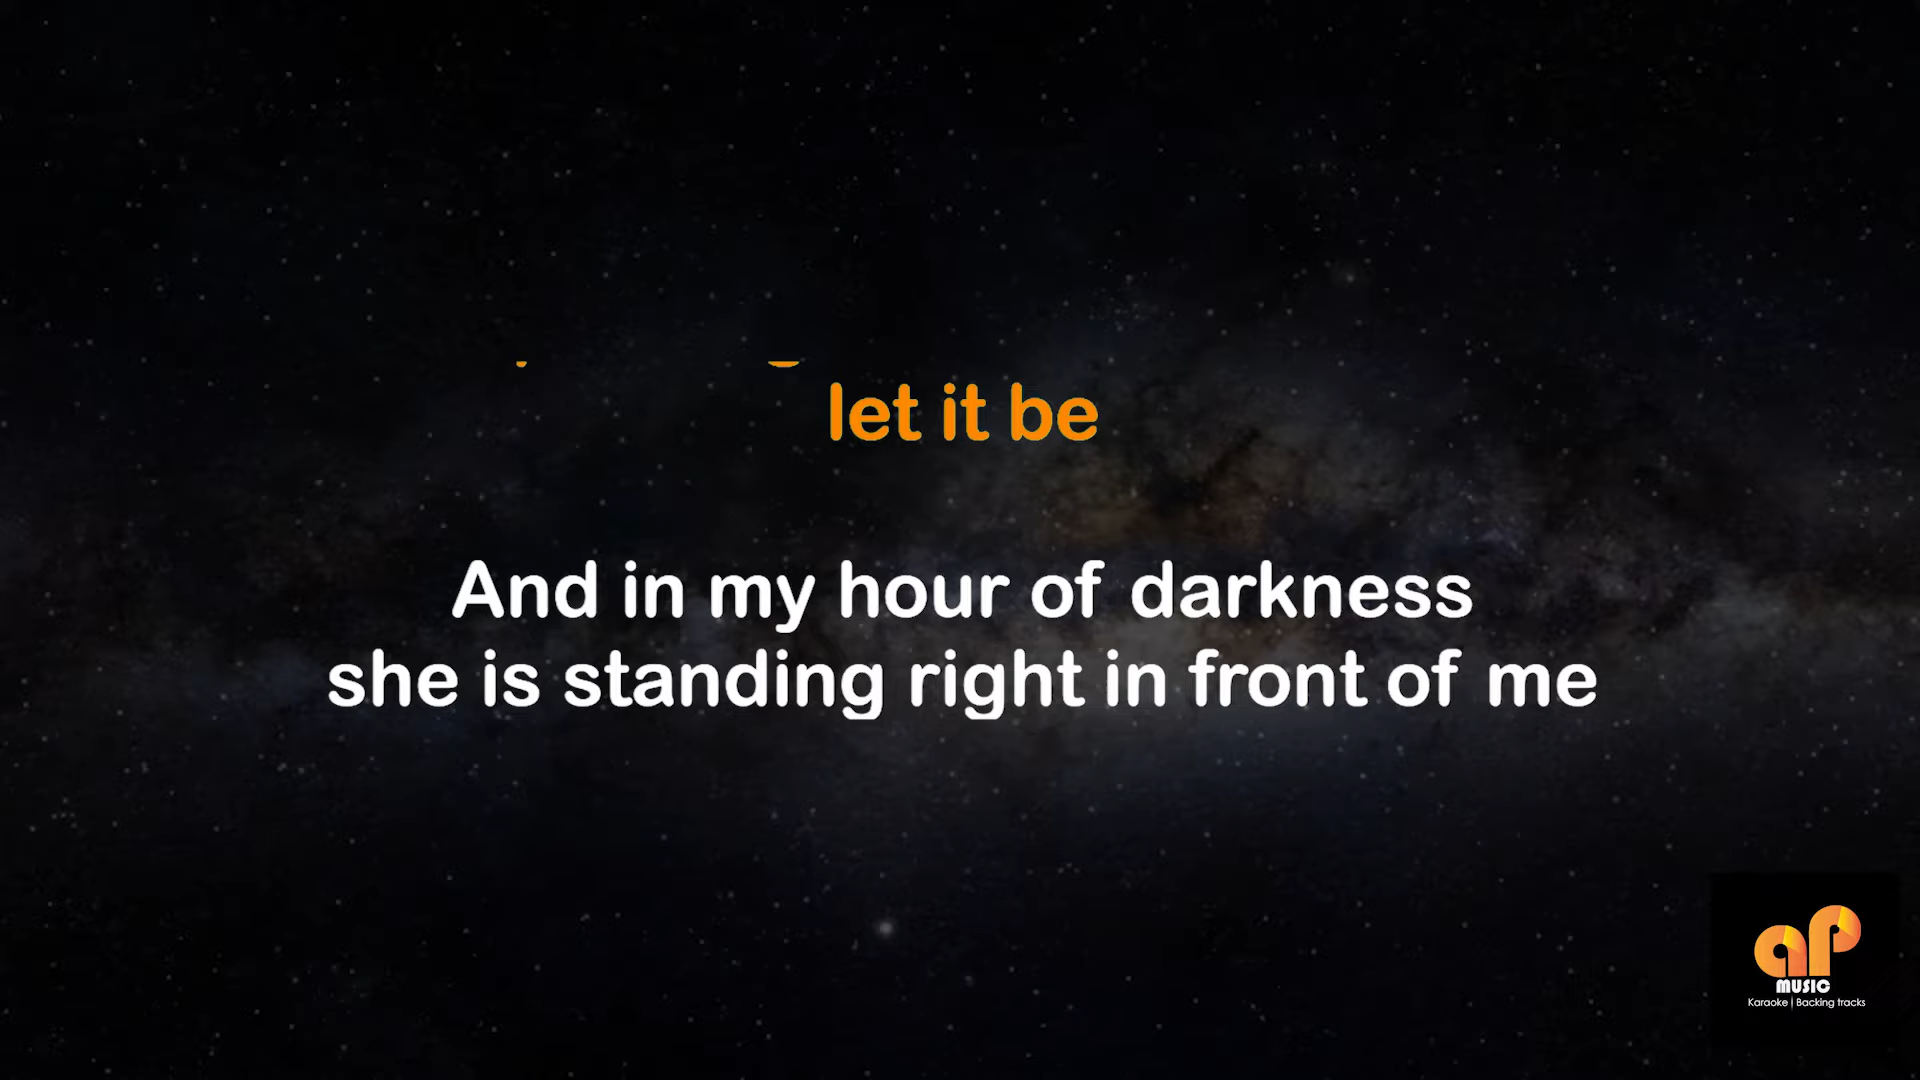 let it be
And in my hour of darkness
she is standing right in front of me
aP
MUSIC
Karaoke | Backing tracks